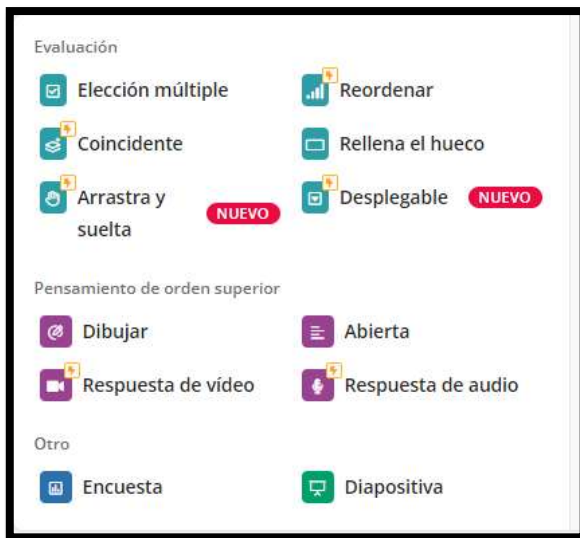 Evaluación
Elección múltiple
Reordenar
Coincidente
Rellena el hueco
Arrastra y
suelta
NUEVO
Desplegable NUEVO
Pensamiento de orden superior
Dibujar
Abierta
Respuesta de vídeo
Respuesta de audio
Otro
Encuesta
Diapositiva